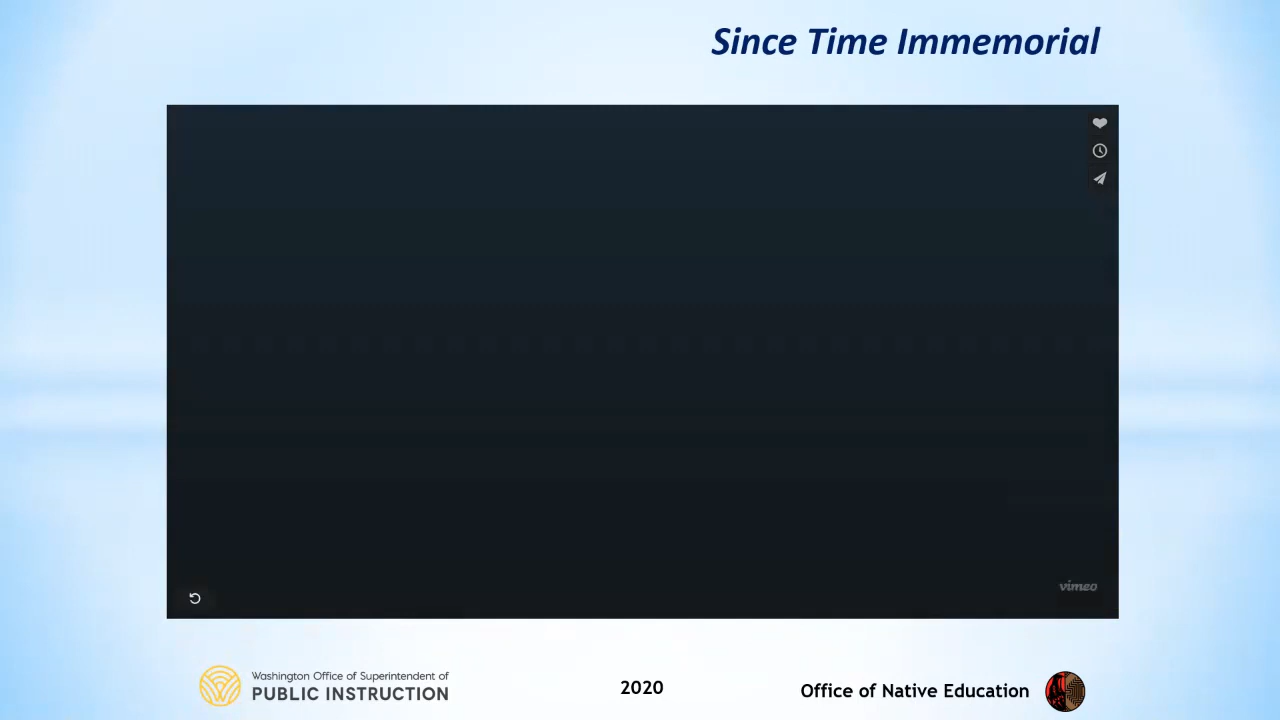 Since Time Immemorial
vimeo
Washington Office of Superintendent of
PUBLIC INSTRUCTION
2020
Office of Native Education